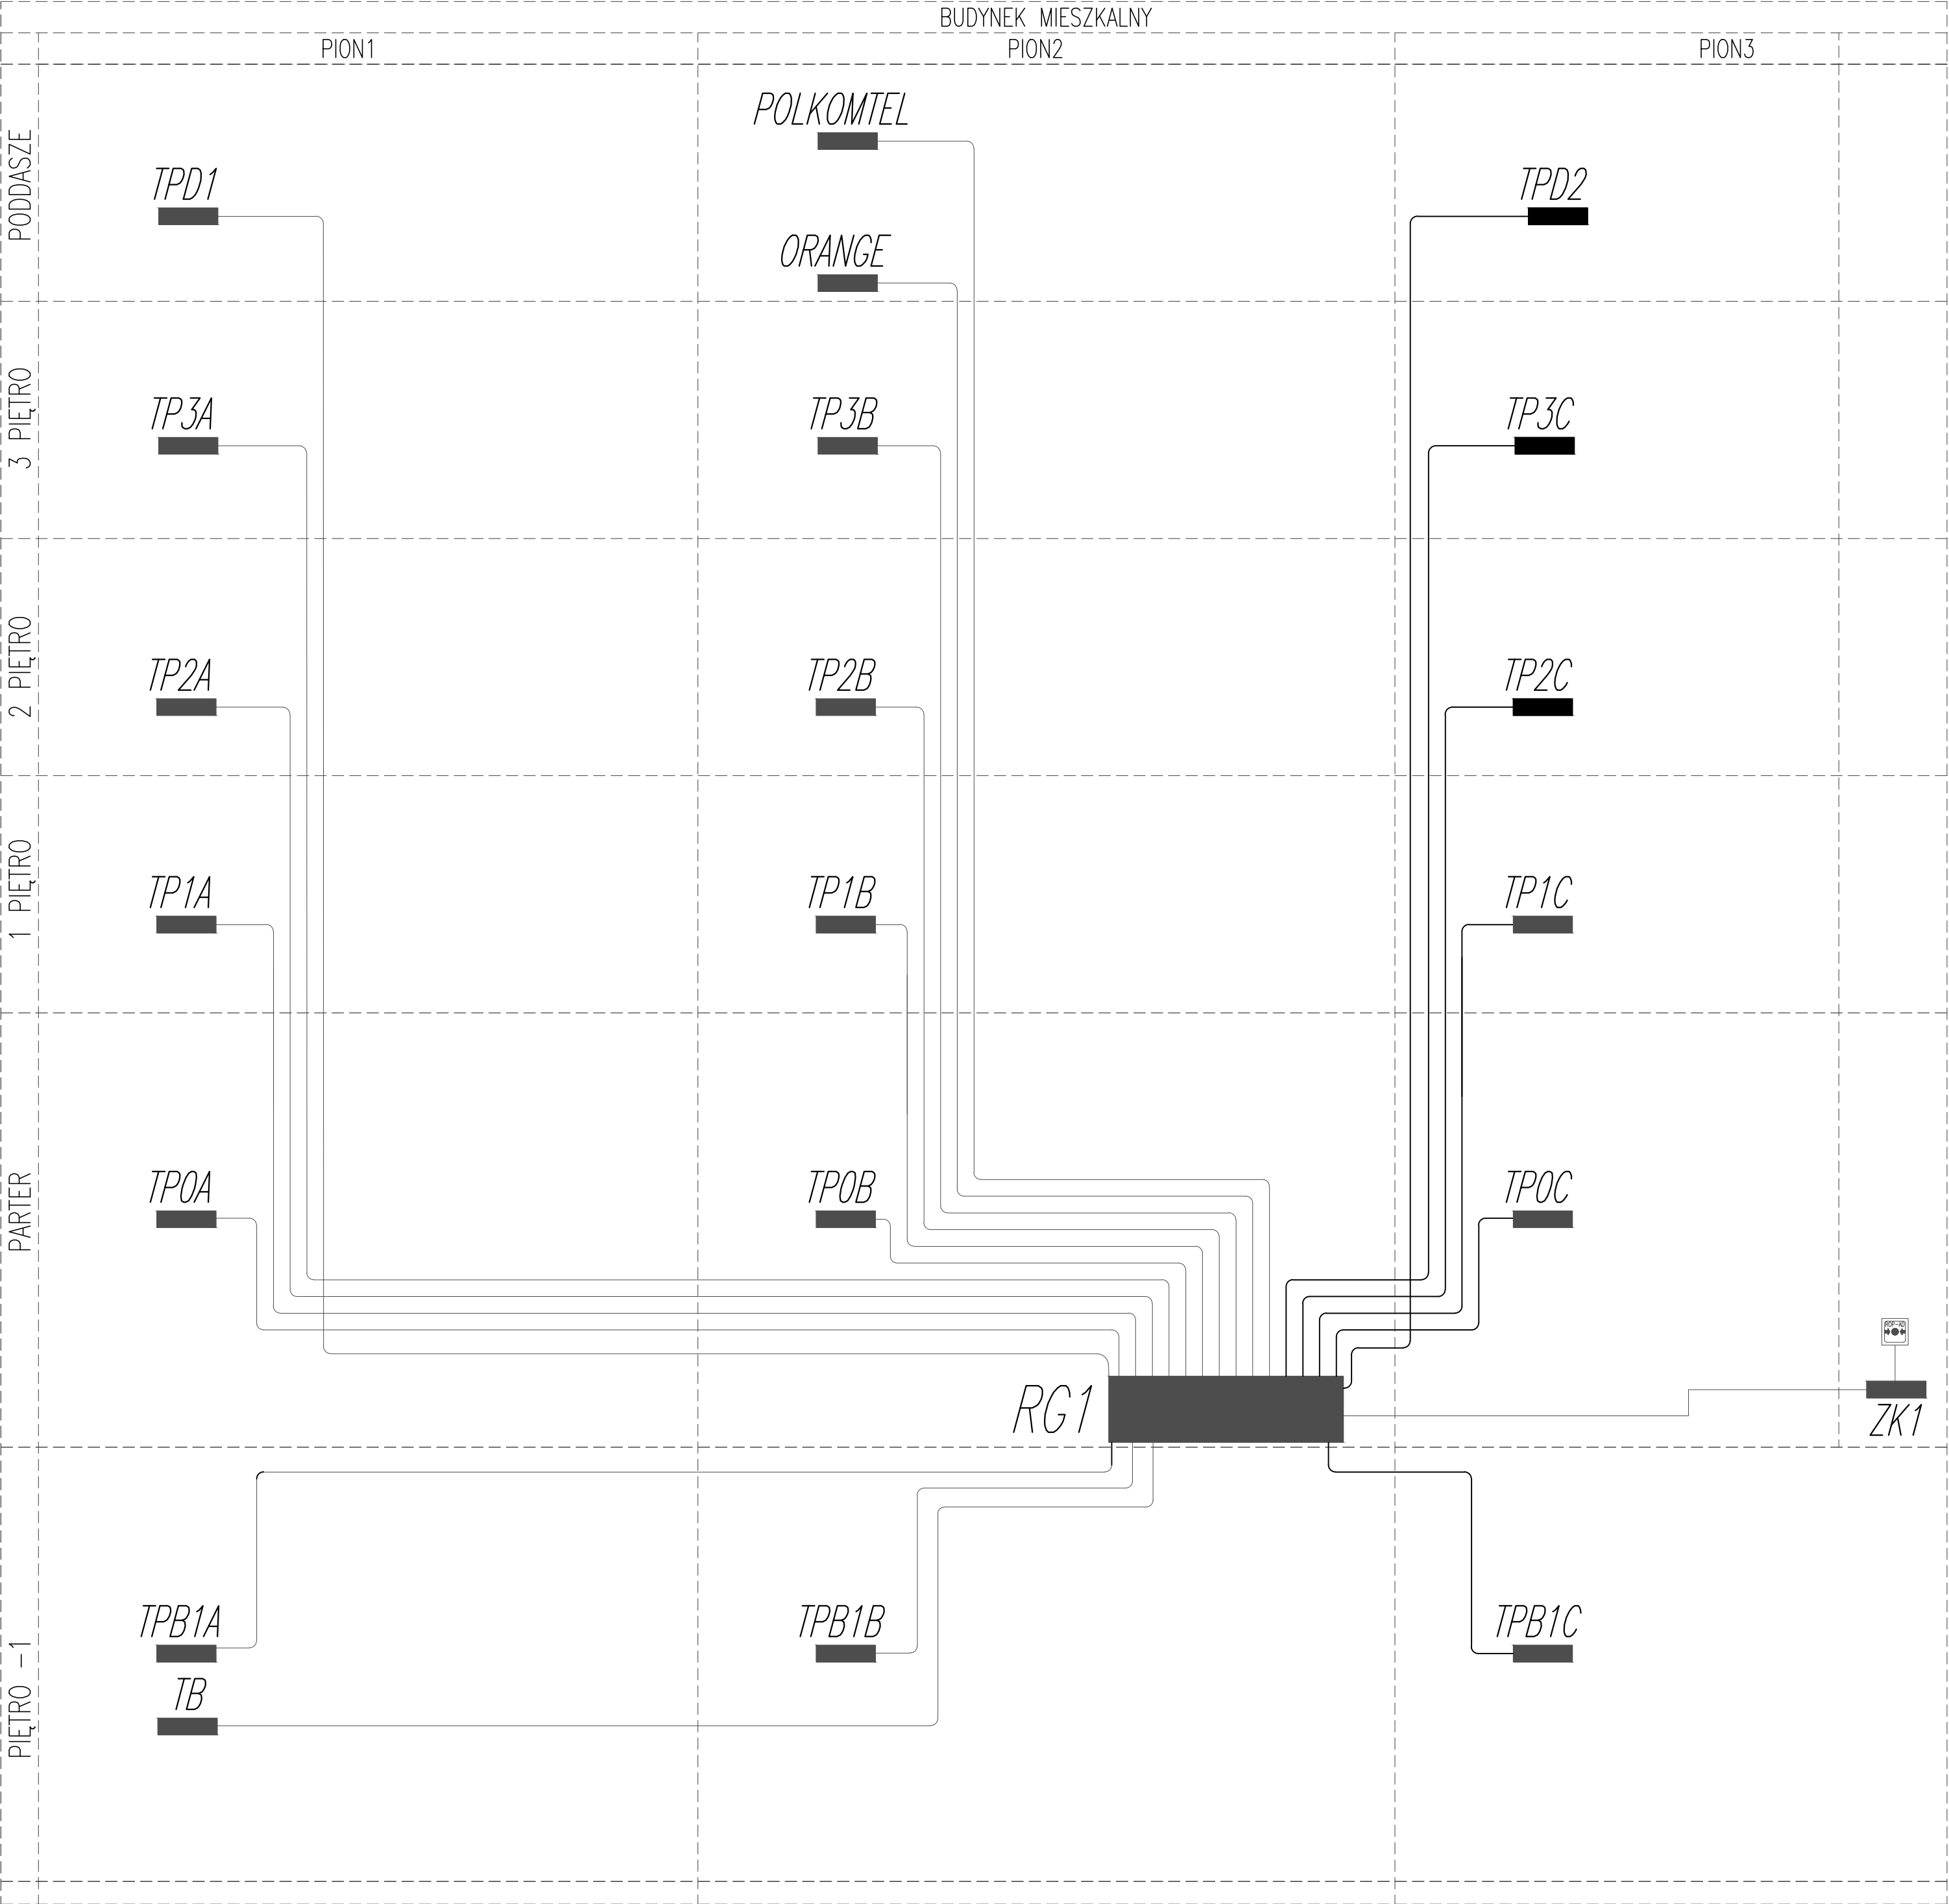 BUDYNEK MIESZKALNY
PION1 PION2 PION3
PODDASZE
POLKOMTEL
TPD1 TPD2
ORANGE
3 PIĘTRO
TP3A TP3B TP3C
2 PIĘTRO
TP2A TP2B TP2C
1 PIĘTRO
TP1A TP1B TP1C
PARTER
TP0A TP0B TP0C
RG1
ZK1
PIĘTRO -1
TPB1A TPB1B TPB1C
TB